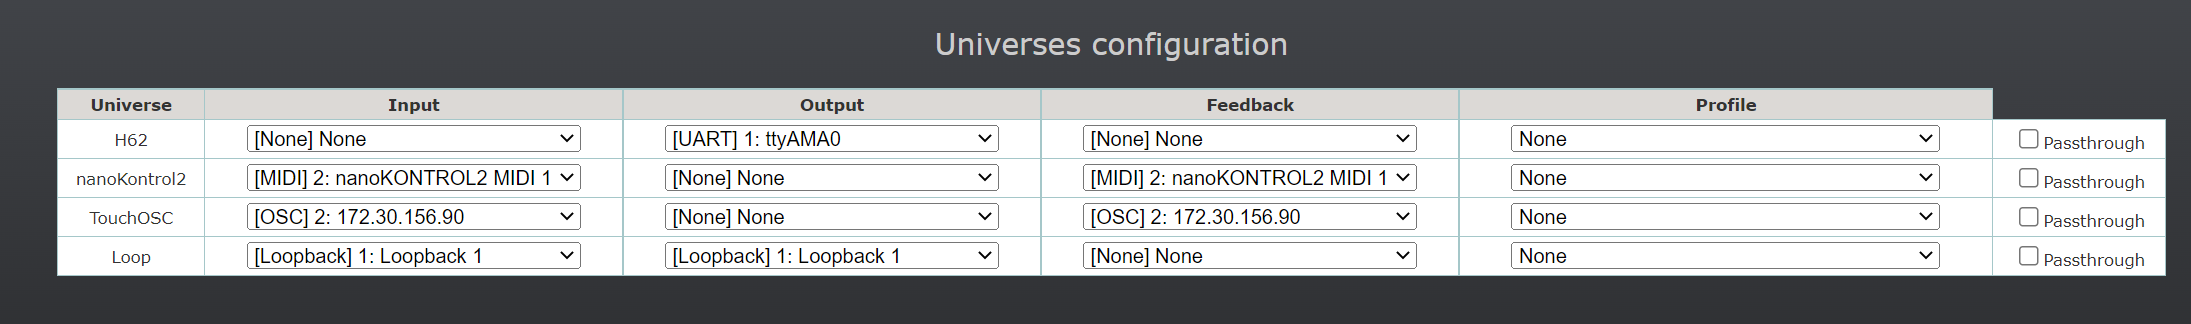 Universes configuration
Universe Input Output Feedback Profile
H62 [None] None [UART] 1: ttyAMA0 [None] None None Passthrough
nanoKontrol2 [MIDI] 2: nanoKONTROL2 MIDI 1 [None] None [MIDI] 2: nanoKONTROL2 MIDI 1 None Passthrough
TouchOSC [OSC] 2: 172.30.156.90 [None] None [OSC] 2: 172.30.156.90 None Passthrough
Loop [Loopback] 1: Loopback 1 [Loopback] 1: Loopback 1 [None] None None Passthrough